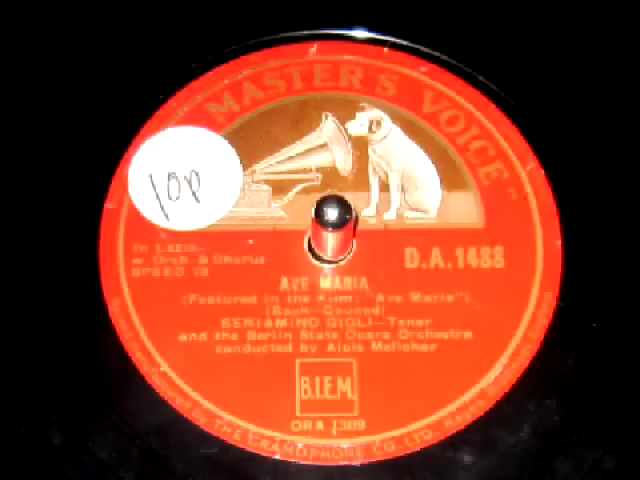 MASTER'S VOICE"
10p
In Latin—
w. Orch. & Chorus
SPEED 78
D.A.1488
AVE MARIA
(Featured in the Film: "Ave Maria")
(Bach—Gounod)
BENIAMINO GIGLI—Tenor
and the Berlin State Opera Orchestra
conducted by Alois Melichar
B.I.E.M.
ORA 1309
THE GRAMOPHONE CO. LTD.